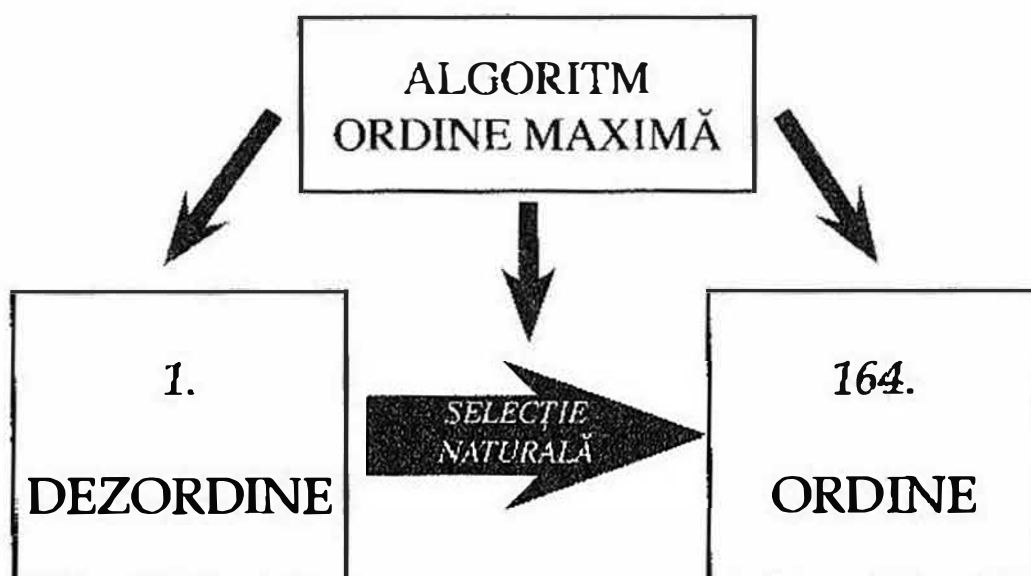 ALGORITM
ORDINE MAXIMĂ
1.
DEZORDINE
SELECȚIE
NATURALĂ
164.
ORDINE